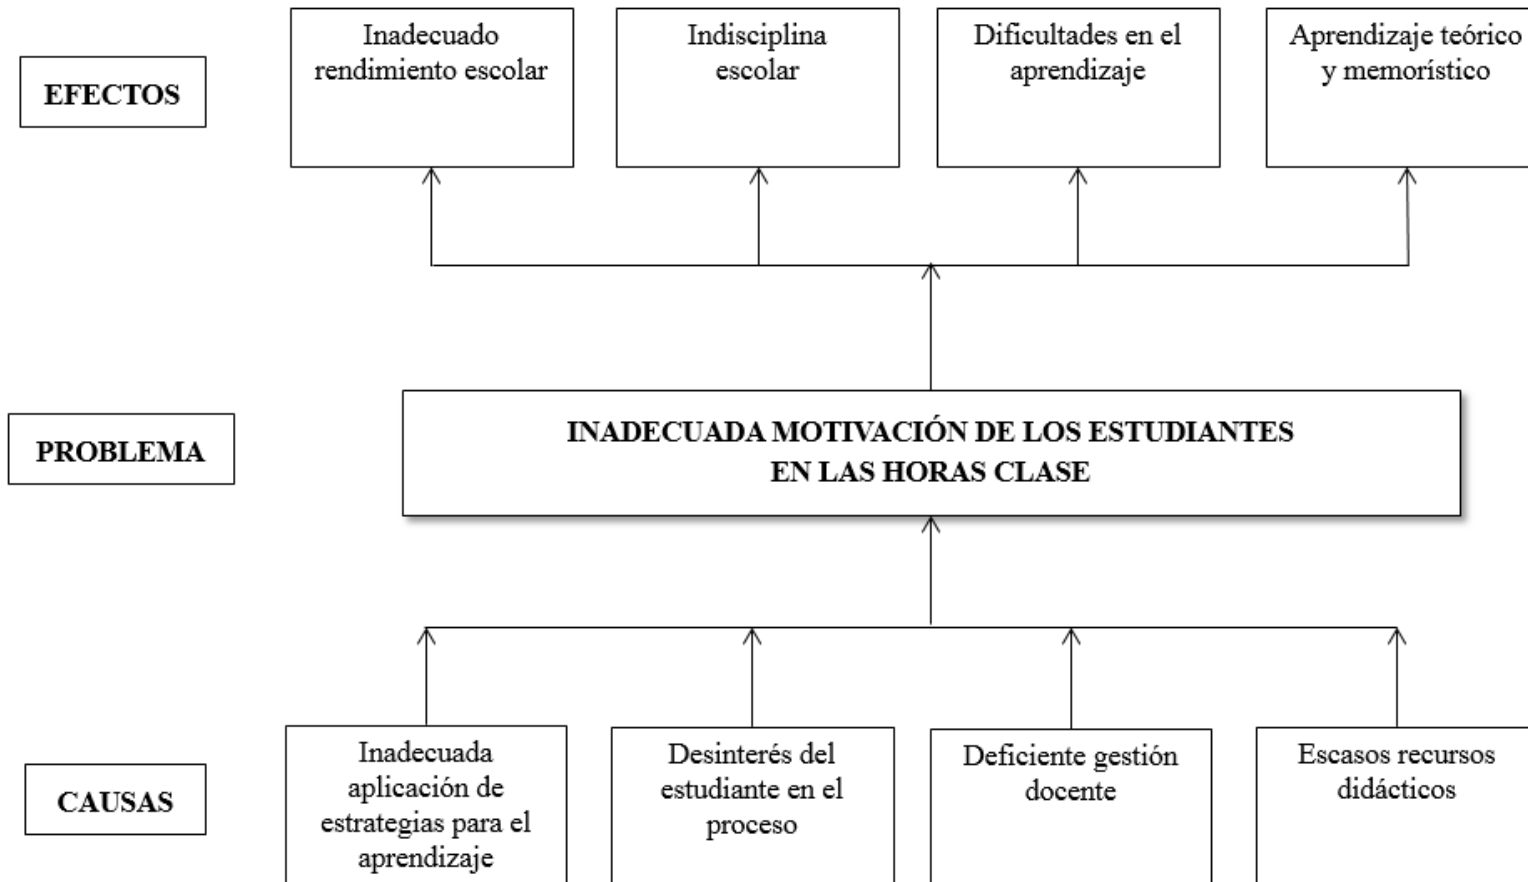 EFECTOS
Inadecuado
rendimiento escolar
Indisciplina
escolar
Dificultades en el
aprendizaje
Aprendizaje teórico
y memorístico
PROBLEMA
INADECUADA MOTIVACIÓN DE LOS ESTUDIANTES
EN LAS HORAS CLASE
CAUSAS
Inadecuada
aplicación de
estrategias para el
aprendizaje
Desinterés del
estudiante en el
proceso
Deficiente gestión
docente
Escasos recursos
didácticos